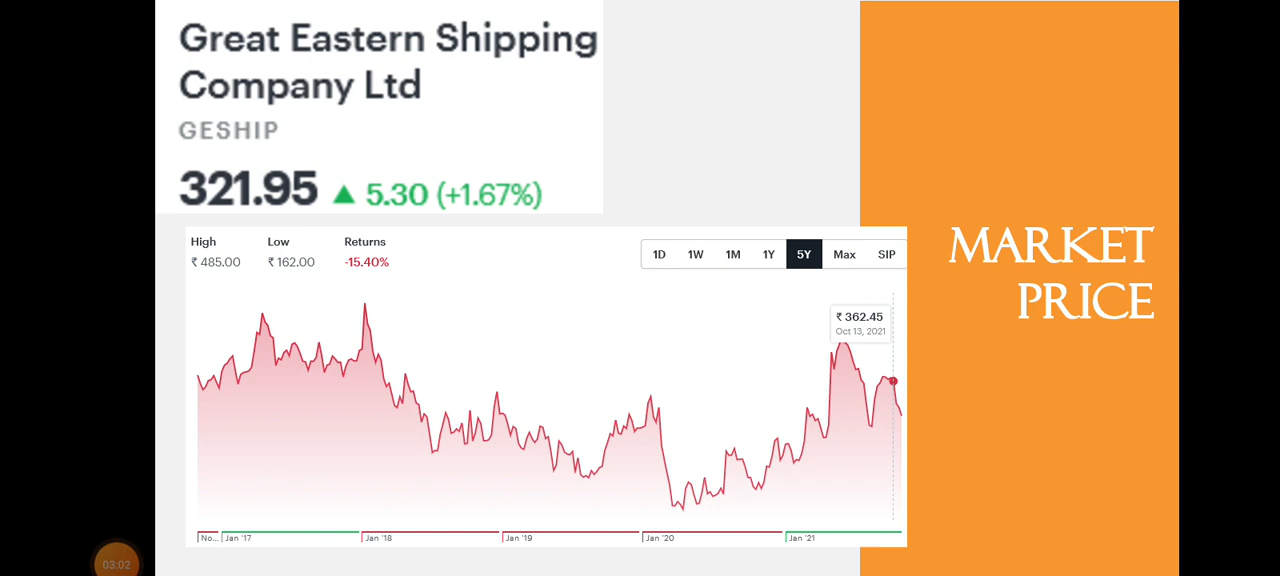 Great Eastern Shipping
Company Ltd
GESHIP
321.95 ▲ 5.30 (+1.67%)
High Low Returns
₹ 485.00 ₹ 162.00 -15.40%
1D 1W 1M 1Y 5Y Max SIP
MARKET
PRICE
₹ 362.45
Oct 13, 2021
No... Jan '17 Jan '18 Jan '19 Jan '20 Jan '21
03:02